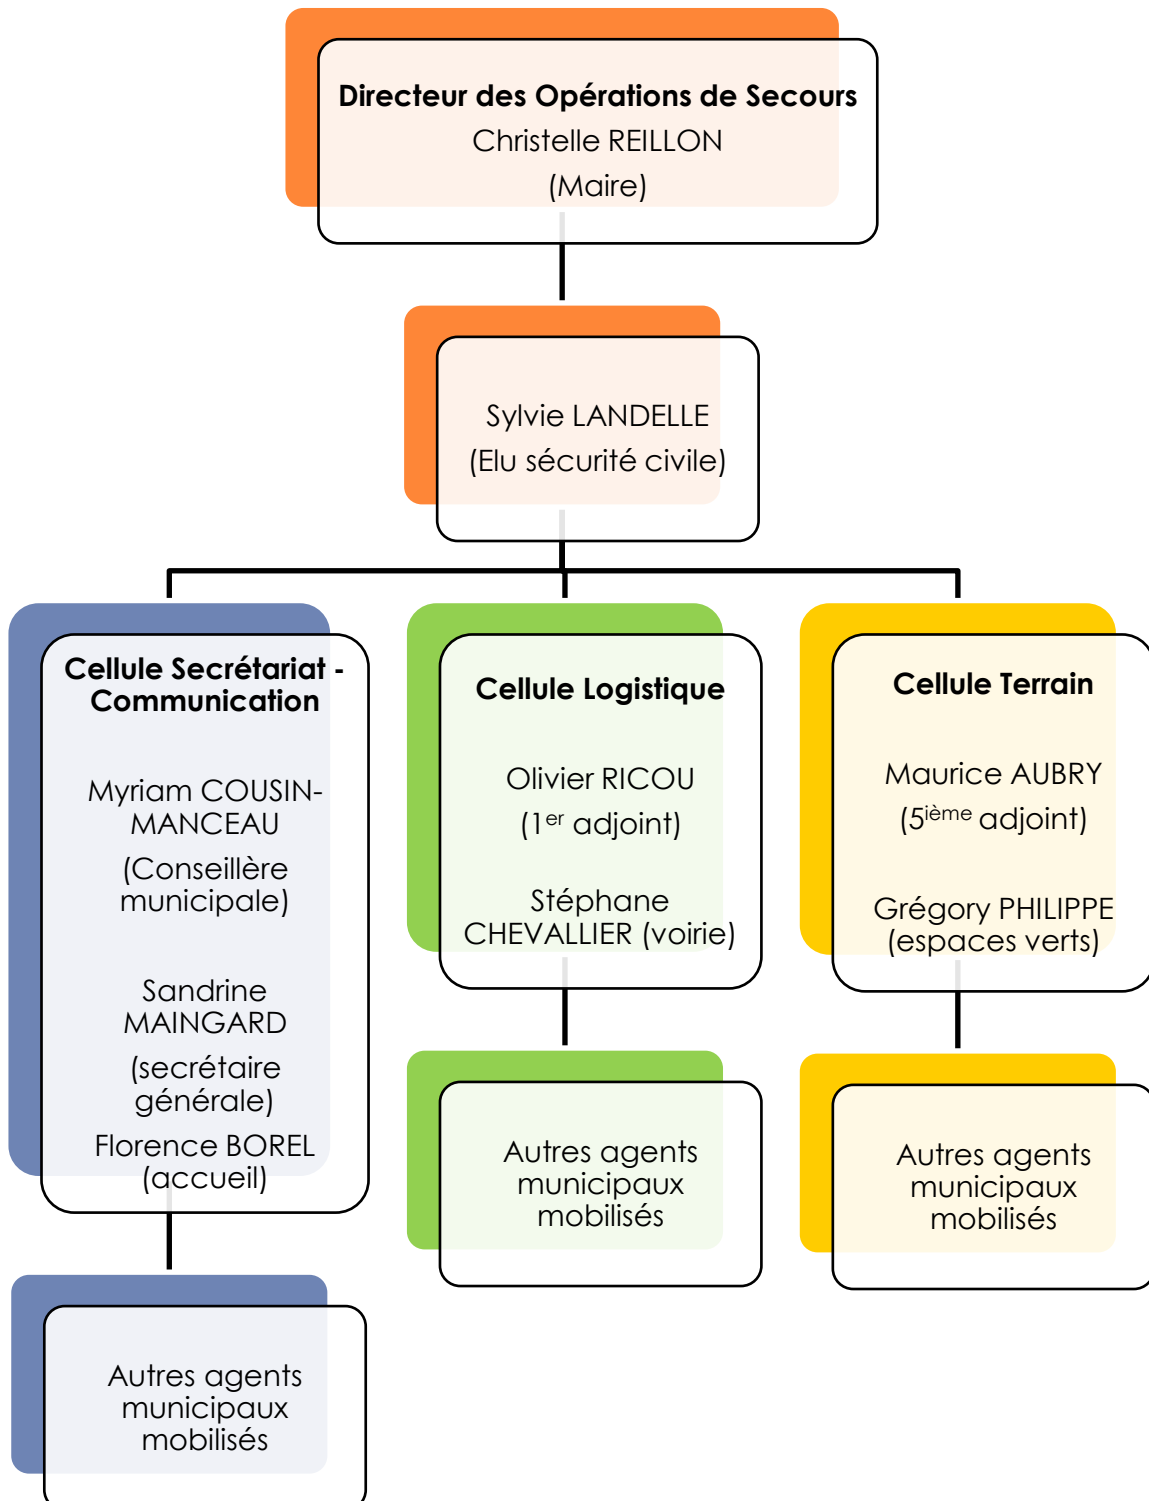 Directeur des Opérations de Secours
Christelle REILLON
(Maire)
Sylvie LANDELLE
(Elu sécurité civile)
Cellule Secrétariat -
Communication
Myriam COUSIN-
MANCEAU
(Conseillère
municipale)
Sandrine
MAINGARD
(secrétaire
générale)
Florence BOREL
(accueil)
Autres agents
municipaux
mobilisés
Cellule Logistique
Olivier RICOU
(1er adjoint)
Stéphane
CHEVALLIER (voirie)
Autres agents
municipaux
mobilisés
Cellule Terrain
Maurice AUBRY
(5ième adjoint)
Grégory PHILIPPE
(espaces verts)
Autres agents
municipaux
mobilisés